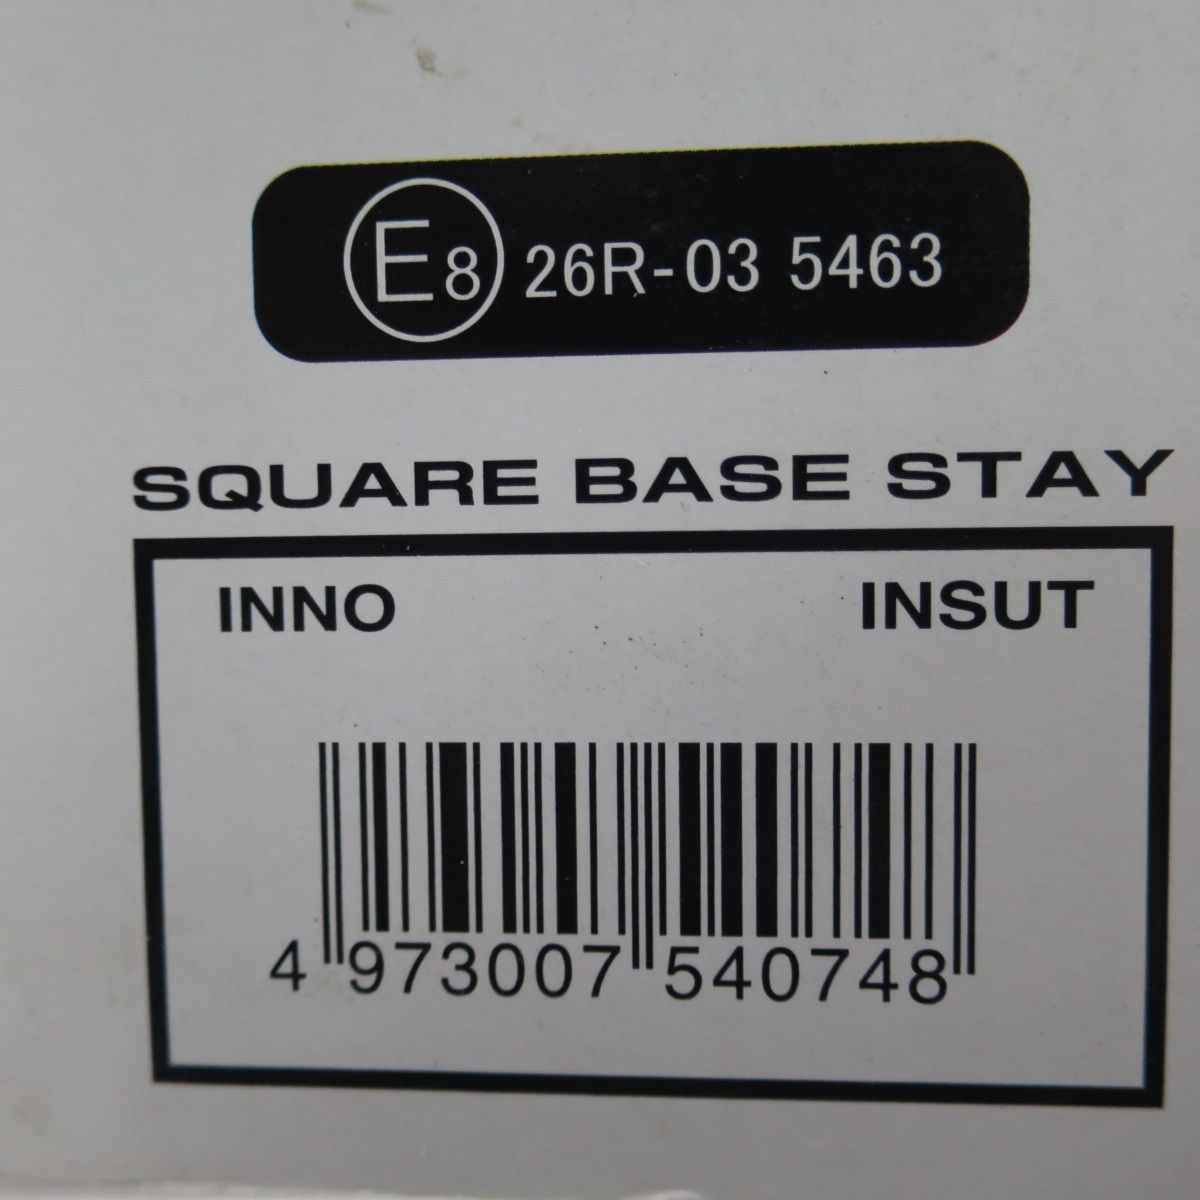 E8 26R-03 5463
SQUARE BASE STAY
INNO INSUT
4 973007 540748